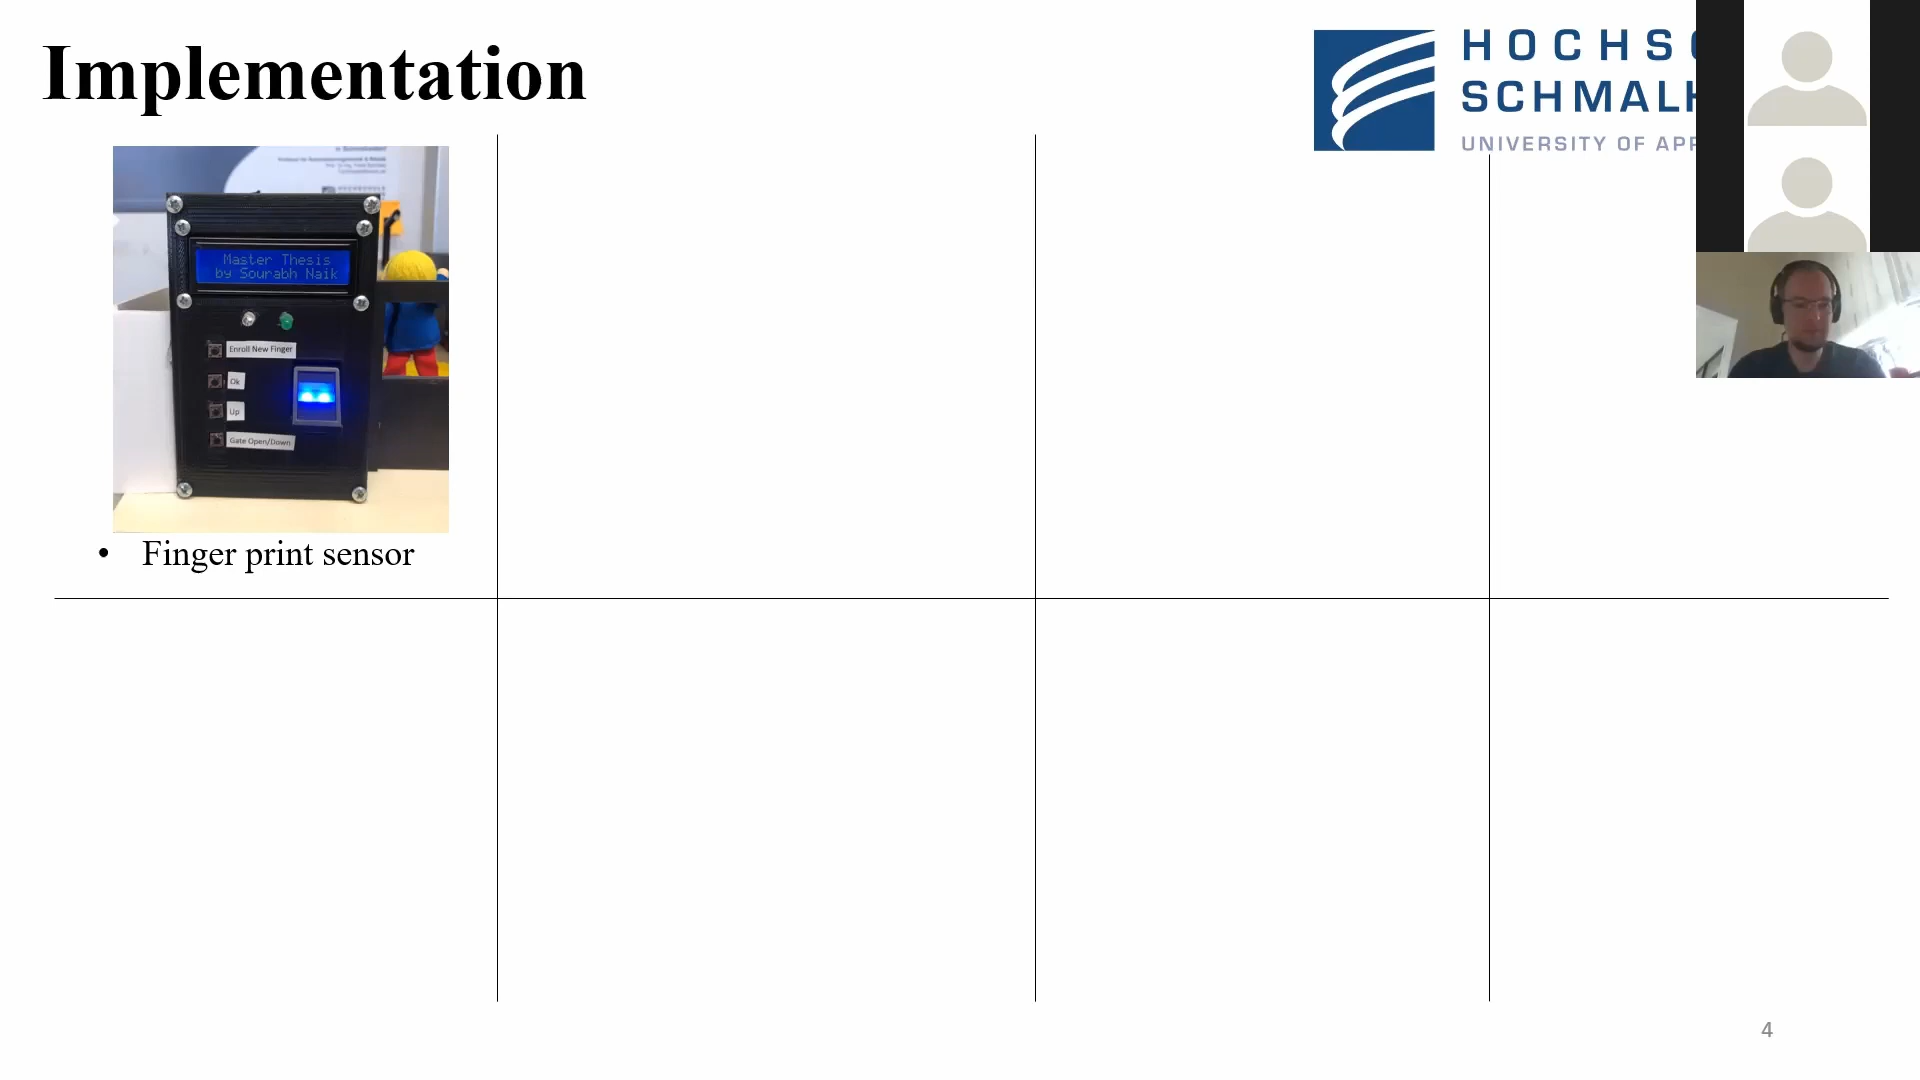 Implementation
HOCHSC
SCHMALK
UNIVERSITY OF APP
Master Thesis
by Sourabh Naik
Enroll New Finger
Ok
Up
Gate Open/Down
• Finger print sensor
4